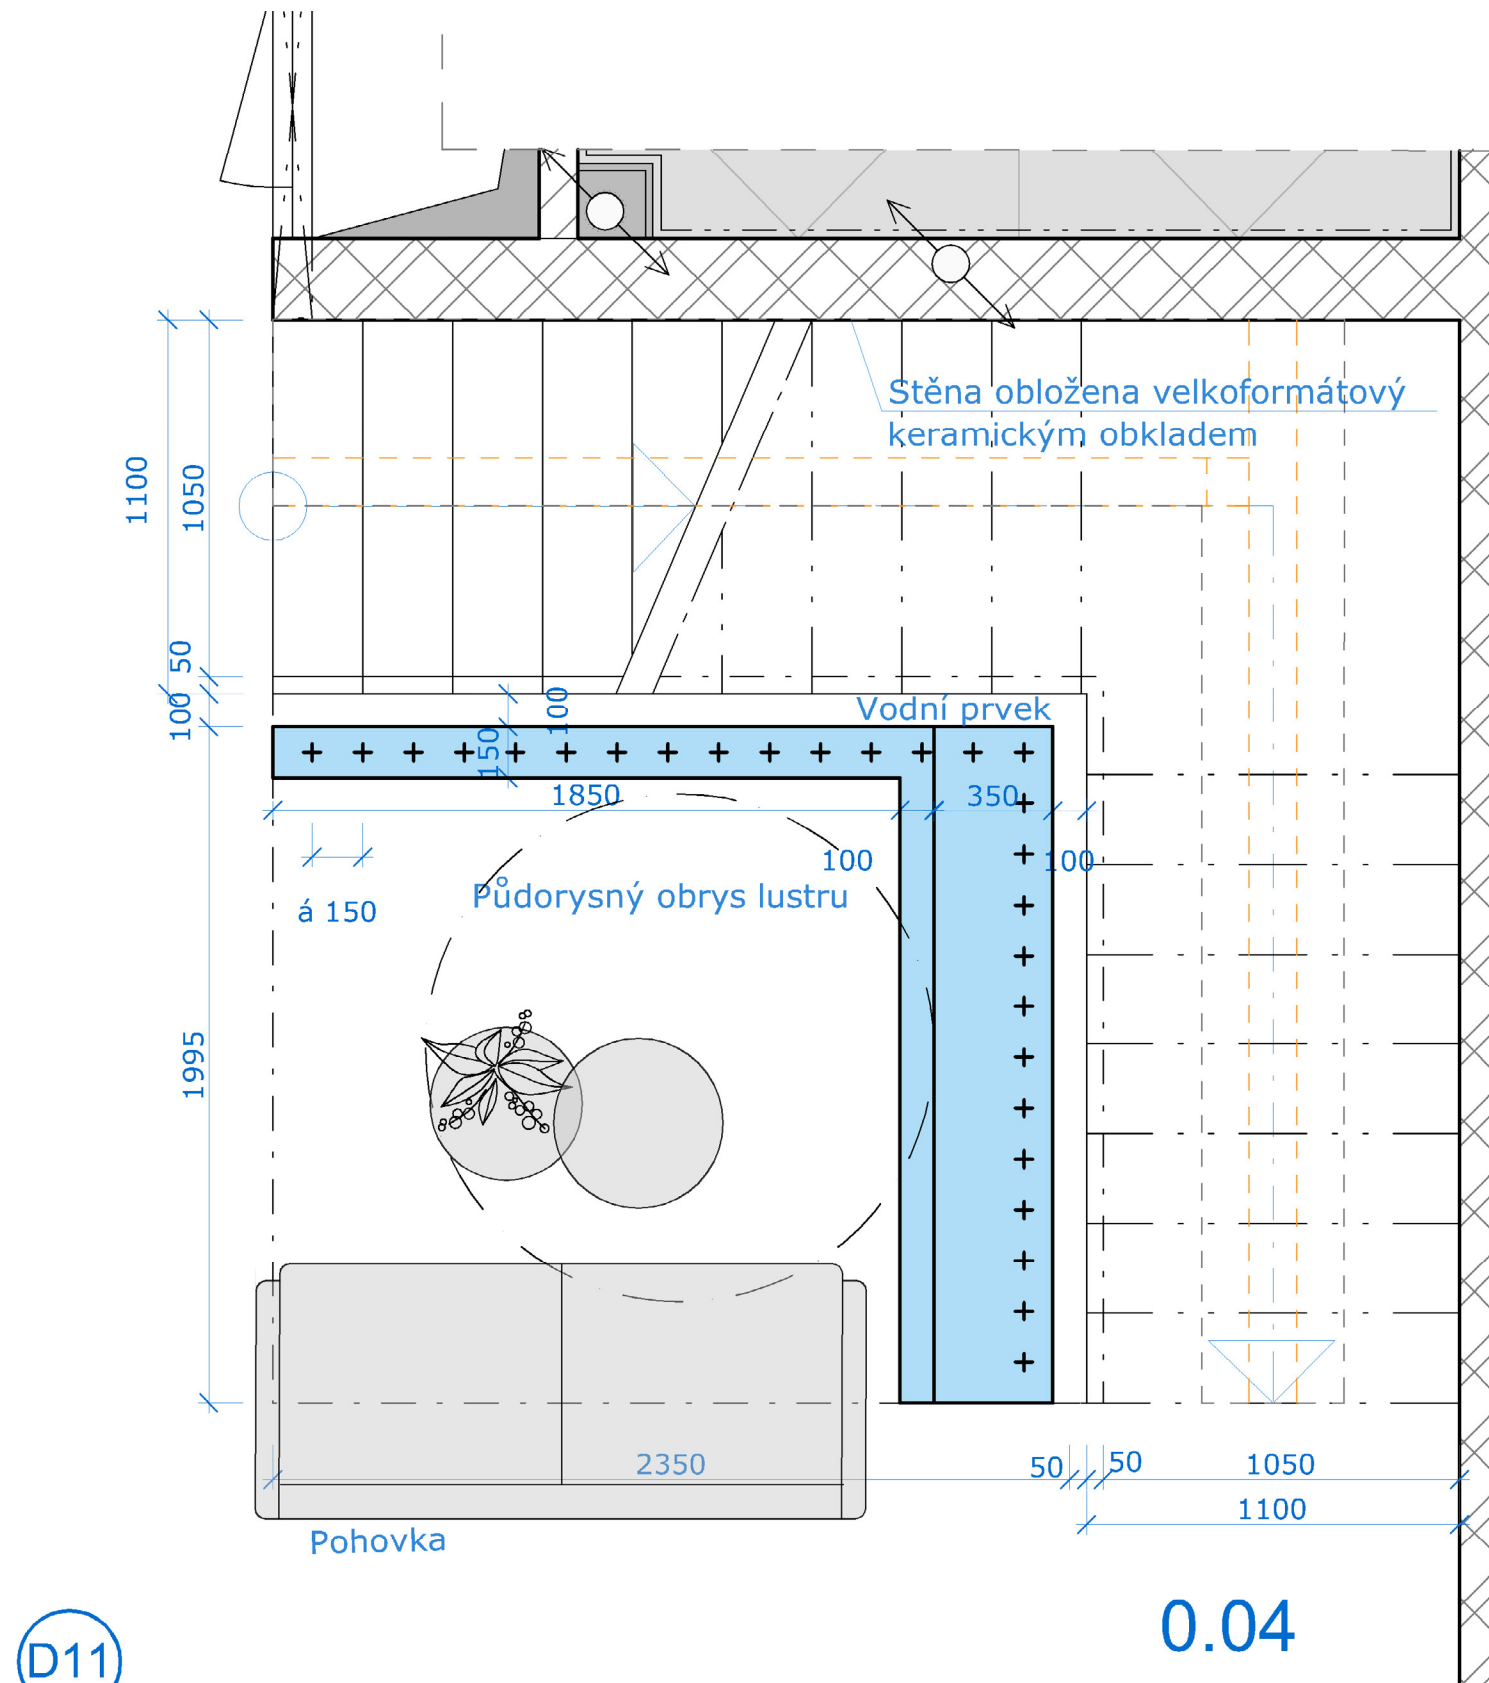 Stěna obložena velkoformátový
keramickým obkladem
1100
1050
50
100
100
150
Vodní prvek
1850
350
100
100
á 150
Půdorysný obrys lustru
1995
2350
50
50
1050
1100
Pohovka
0.04
D11